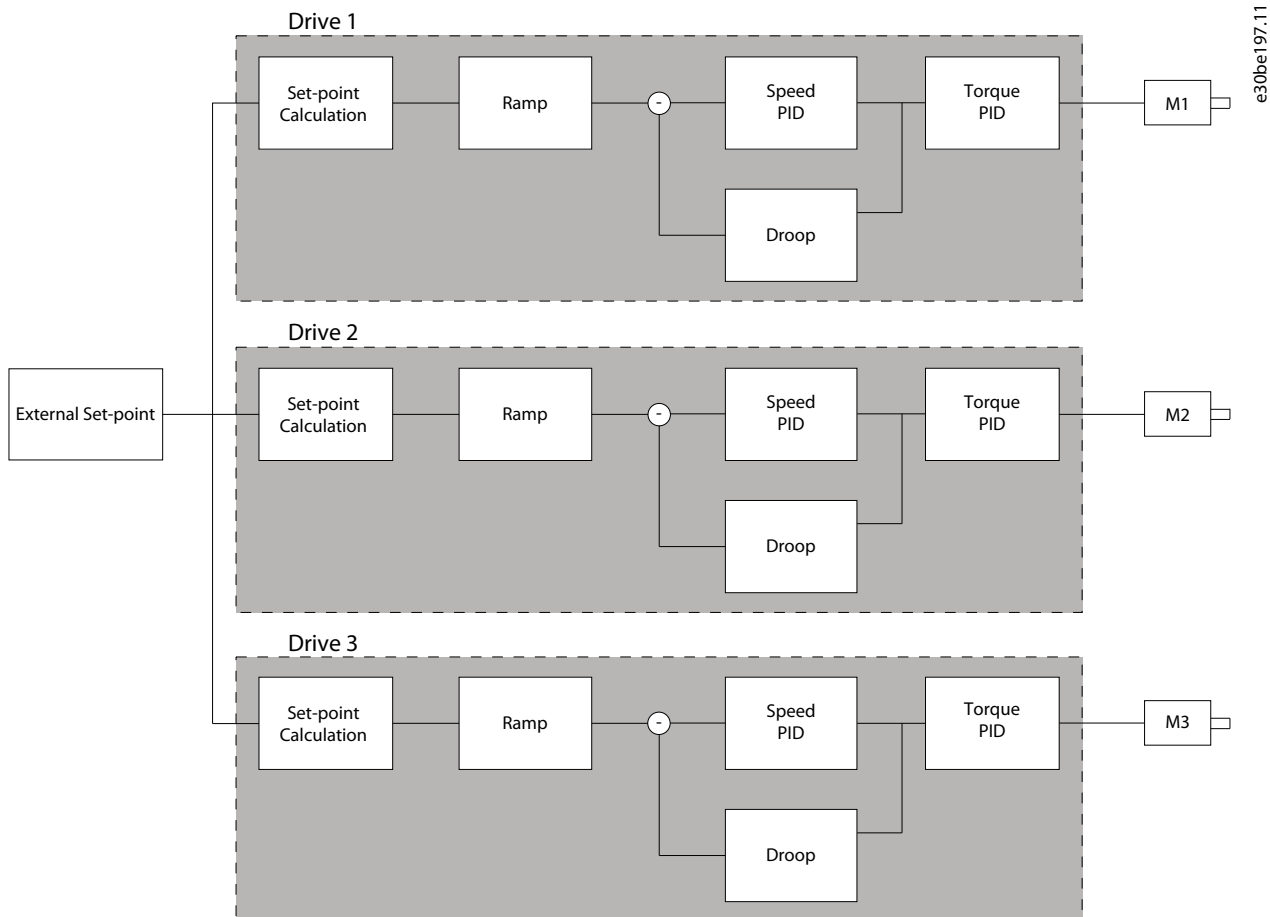 Drive 1
Set-point
Calculation
Ramp
-
Speed
PID
Torque
PID
M1
Droop
e30be197.11
External Set-point
Drive 2
Set-point
Calculation
Ramp
-
Speed
PID
Torque
PID
M2
Droop
Drive 3
Set-point
Calculation
Ramp
-
Speed
PID
Torque
PID
M3
Droop